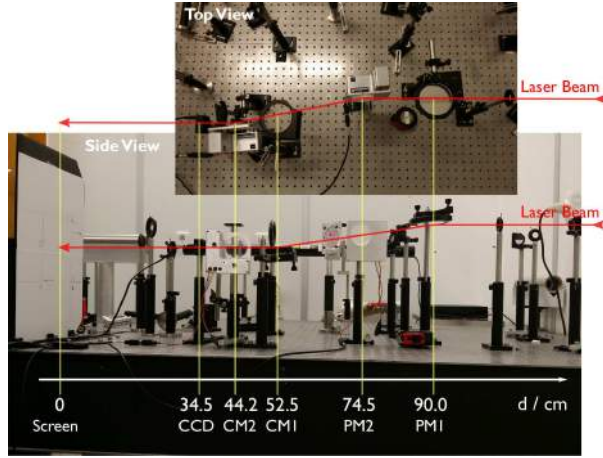 Top View
Laser Beam
Side View
Laser Beam
0 34.5 44.2 52.5 74.5 90.0 d / cm
Screen CCD CM2 CM1 PM2 PM1